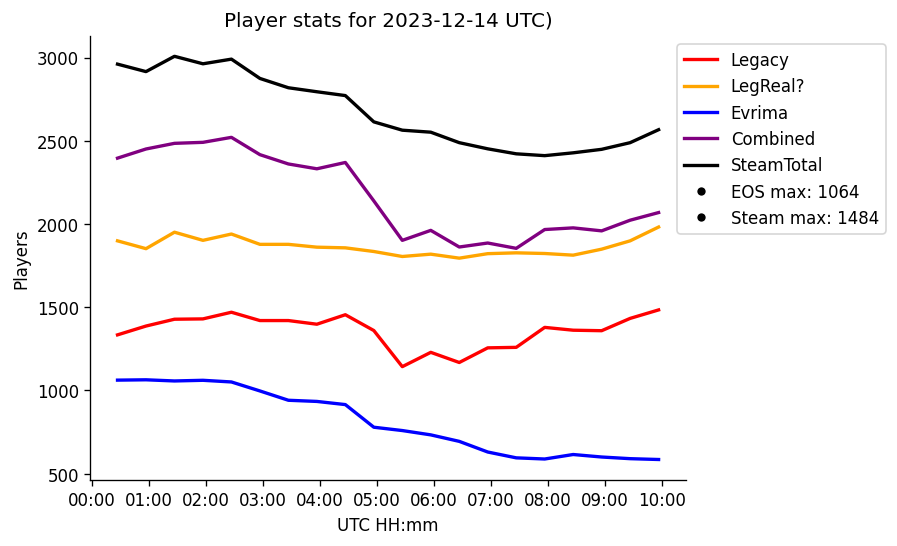 Player stats for 2023-12-14 UTC)
3000
2500
2000
1500
1000
500
Players
00:00 01:00 02:00 03:00 04:00 05:00 06:00 07:00 08:00 09:00 10:00
UTC HH:mm
Legacy
LegReal?
Evrima
Combined
SteamTotal
EOS max: 1064
Steam max: 1484